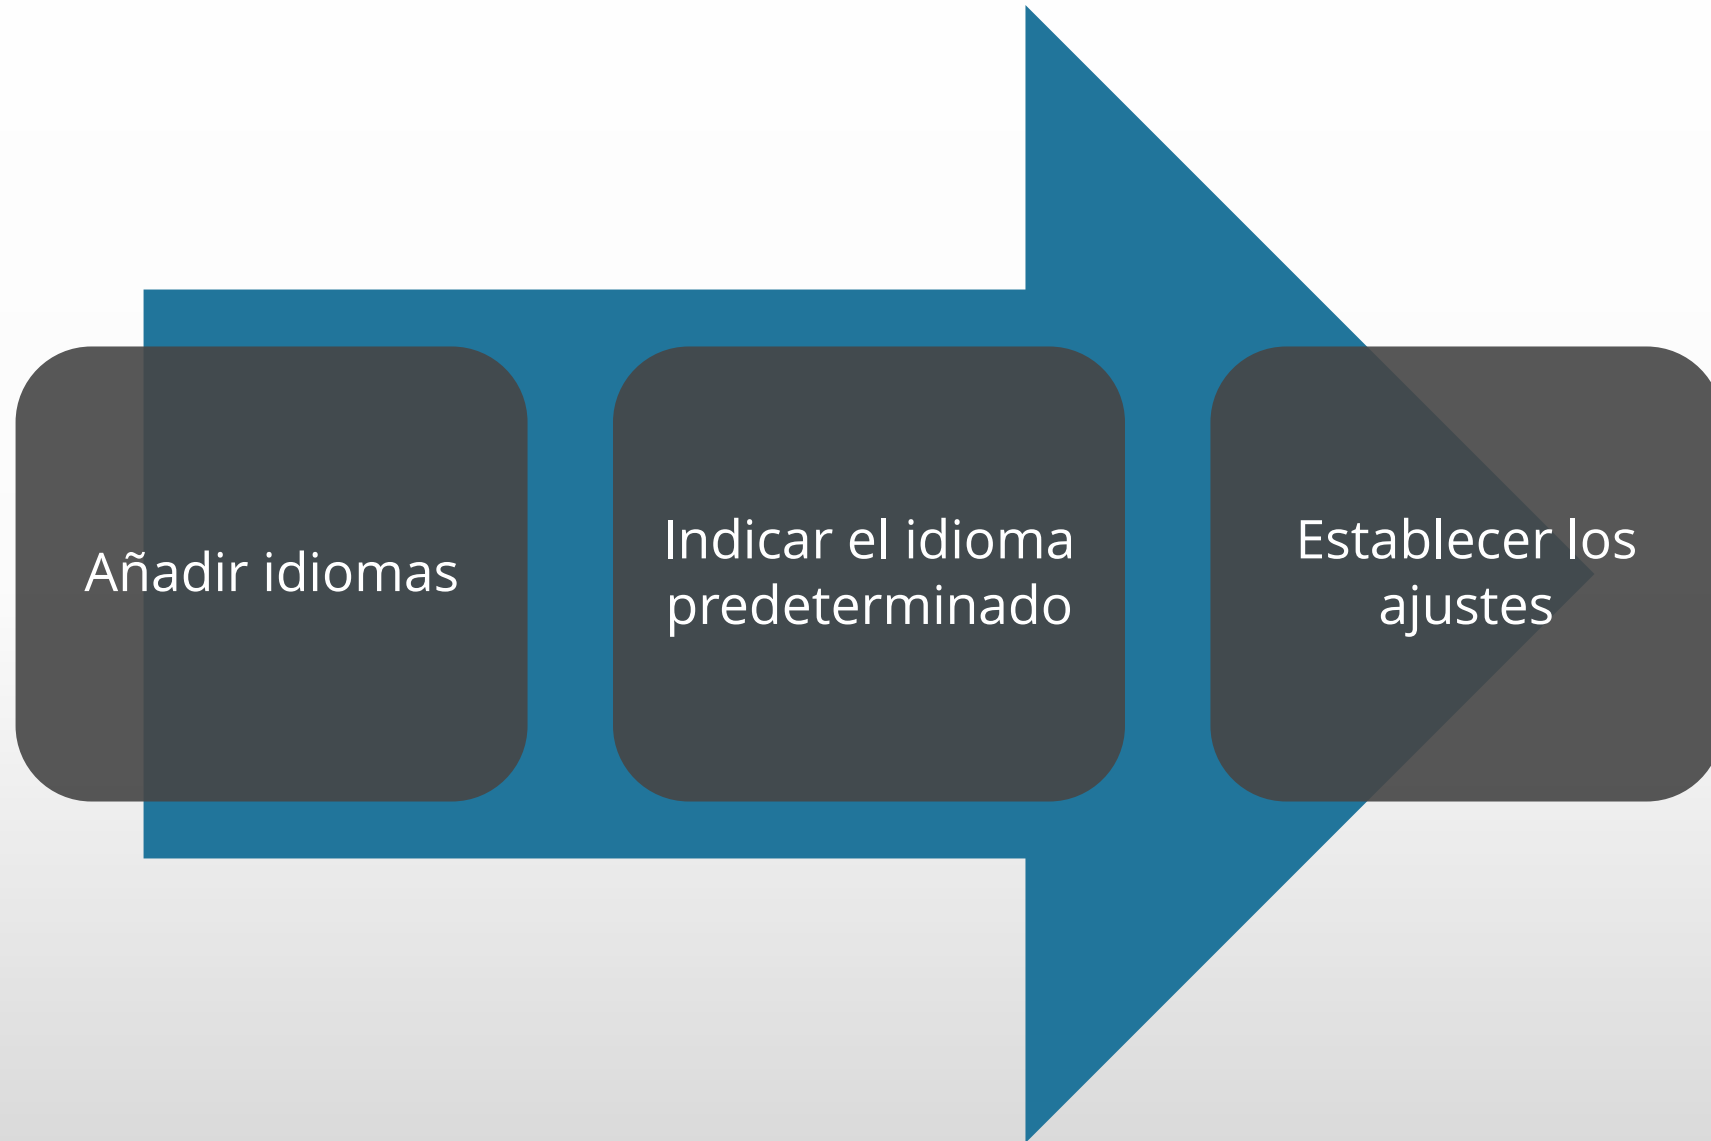 Añadir idiomas
Indicar el idioma
predeterminado
Establecer los
ajustes